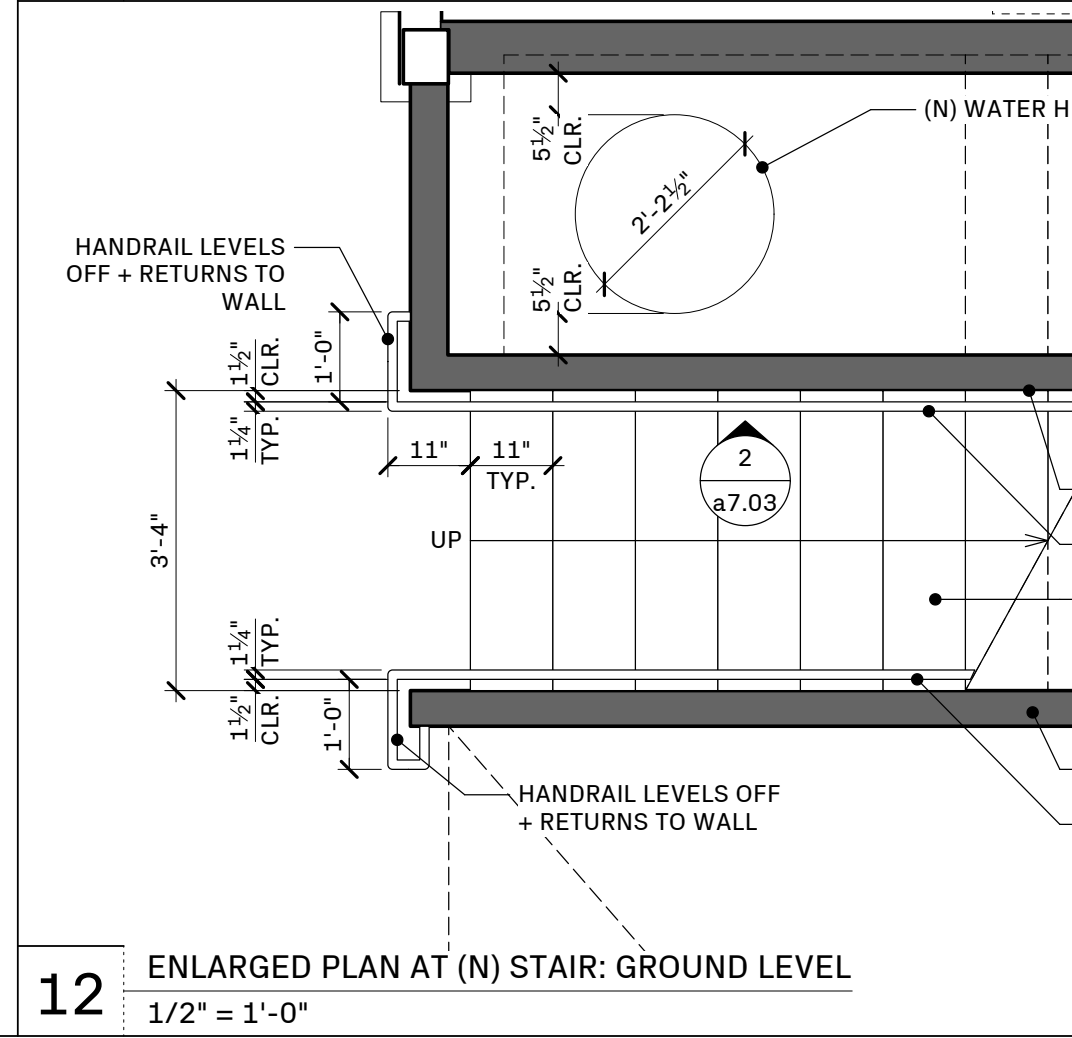 (N) WATER H
5½"
CLR.
2'-2½"
5½"
CLR.
HANDRAIL LEVELS
OFF + RETURNS TO
WALL
1½"
CLR.
1'-0"
1¼"
TYP.
11"
11"
TYP.
2
a7.03
3'-4"
UP
1¼"
TYP.
1½"
CLR.
1'-0"
HANDRAIL LEVELS OFF
+ RETURNS TO WALL
12
ENLARGED PLAN AT (N) STAIR: GROUND LEVEL
1/2" = 1'-0"